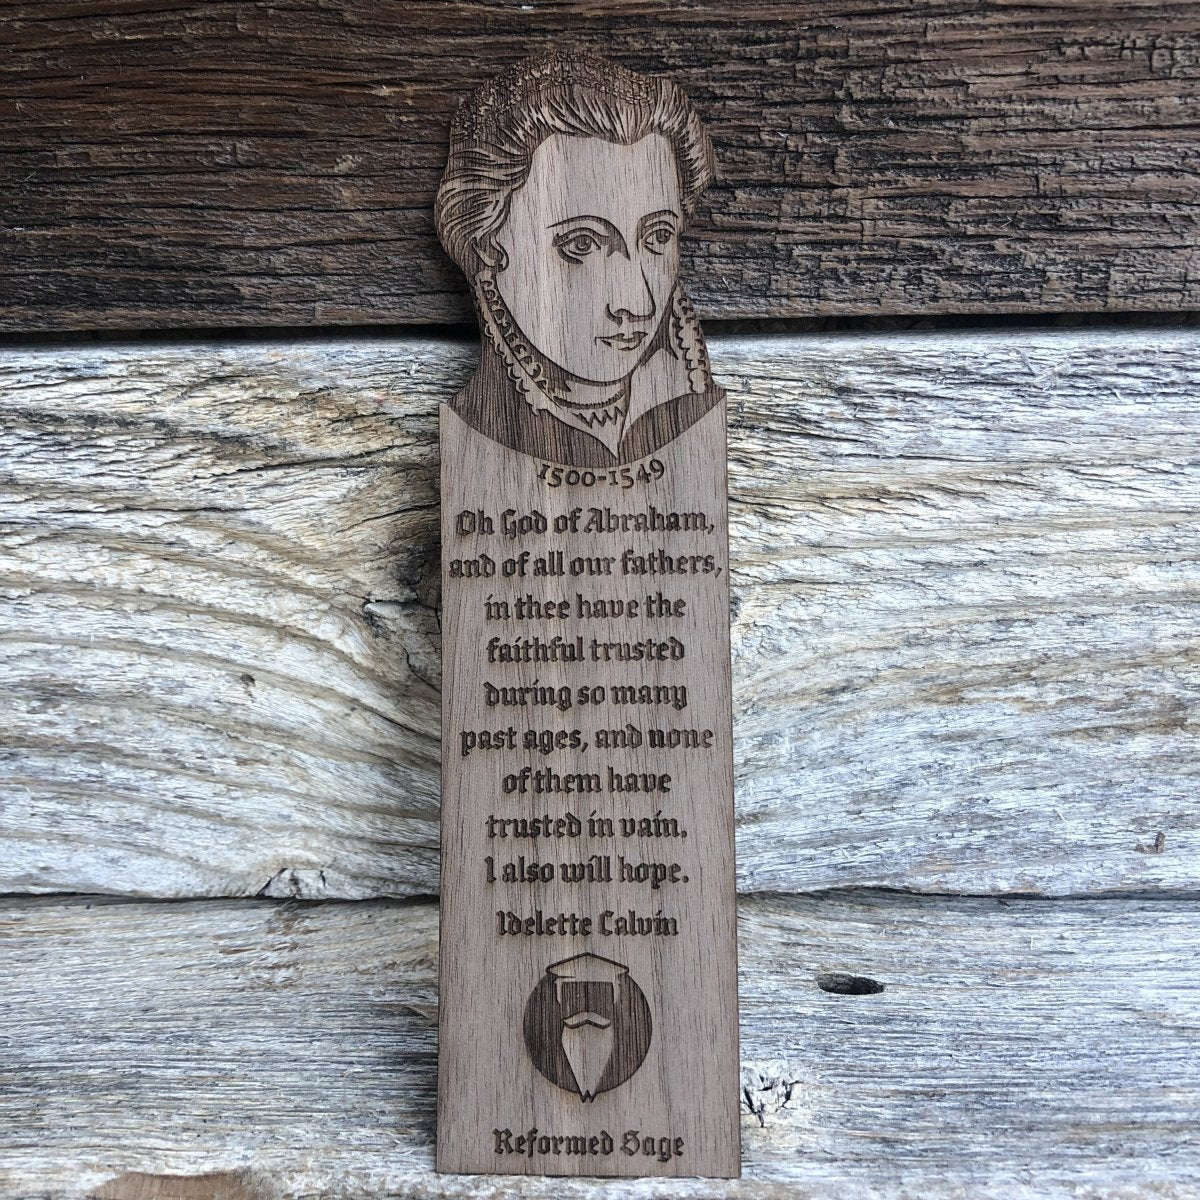 1500-1549
Oh God of Abraham,
and of all our fathers,
in thee have the
faithful trusted
during so many
past ages, and none
of them have
trusted in vain.
I also will hope.
Idelette Calvin
Reformed Sage